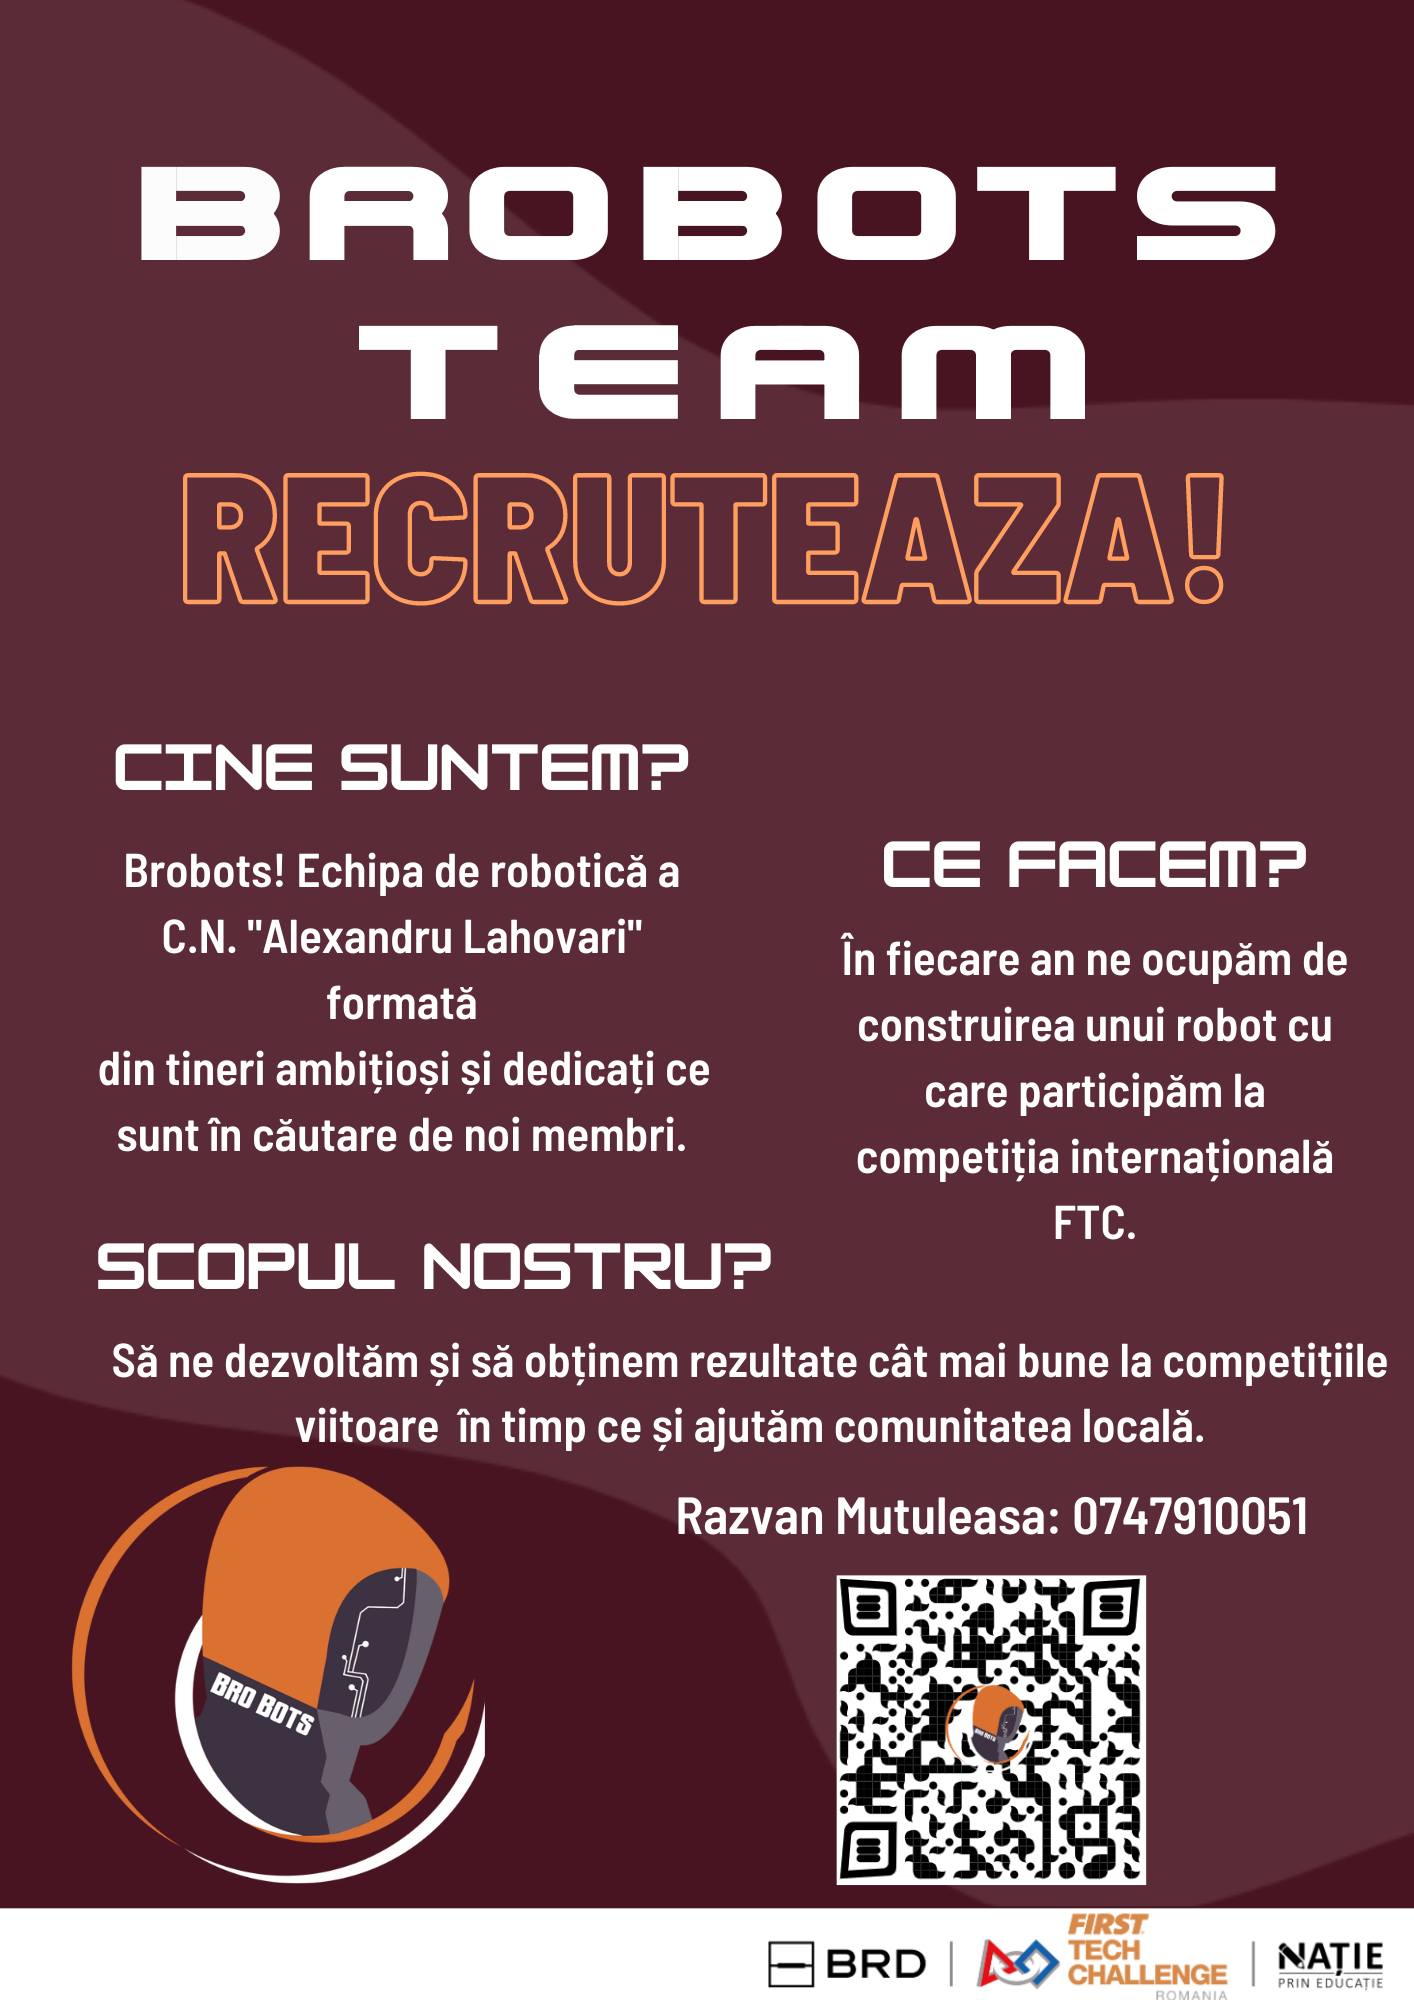 BROBOTS
TEAM
RECRUTEAZA!
CINE SUNTEM?
Brobots! Echipa de robotică a
C.N. "Alexandru Lahovari"
formată
din tineri ambițioși și dedicați ce
sunt în căutare de noi membri.
CE FACEM?
În fiecare an ne ocupăm de
construirea unui robot cu
care participăm la
competiția internațională
FTC.
SCOPUL NOSTRU?
Să ne dezvoltăm și să obținem rezultate cât mai bune la competițiile
viitoare  în timp ce și ajutăm comunitatea locală.
Razvan Mutuleasa: 0747910051
BRO BOTS
BRO BOTS
BRD
FIRST
TECH
CHALLENGE
ROMANIA
NAȚIE
PRIN EDUCAȚIE